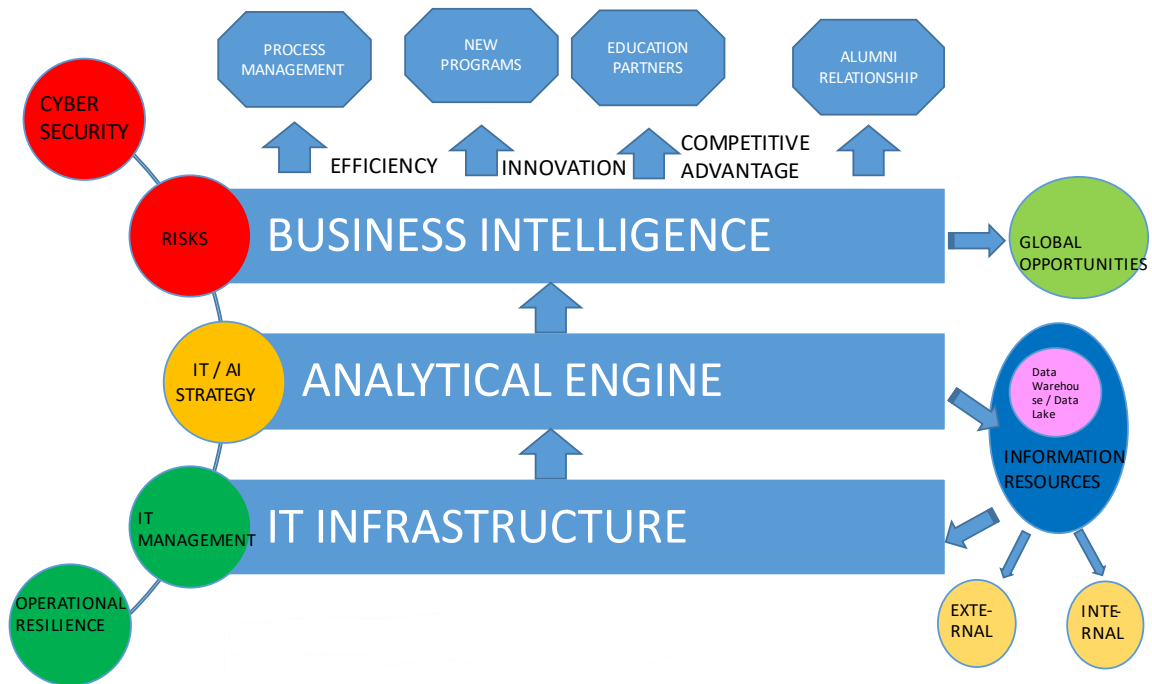 PROCESS
MANAGEMENT
NEW
PROGRAMS
EDUCATION
PARTNERS
ALUMNI
RELATIONSHIP
CYBER
SECURITY
EFFICIENCY
INNOVATION
COMPETITIVE
ADVANTAGE
RISKS
BUSINESS INTELLIGENCE
GLOBAL
OPPORTUNITIES
IT / AI
STRATEGY
ANALYTICAL ENGINE
Data
Wareho
use / Data
Lake
INFORMATION
RESOURCES
IT
MANAGEMENT
IT INFRASTRUCTURE
OPERATIONAL
RESILIENCE
EXTE-
RNAL
INTE-
RNAL